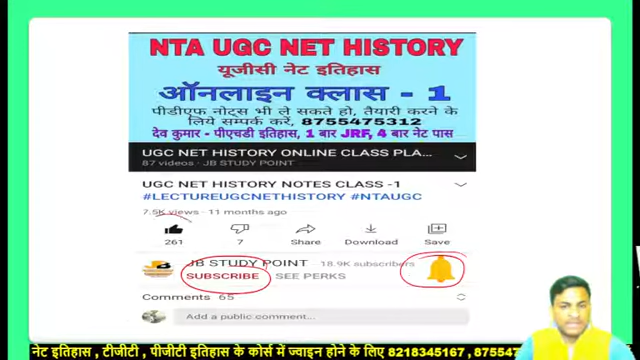 NTA UGC NET HISTORY
यूजीसी नेट इतिहास
ऑनलाइन क्लास - 1
पीडीएफ नोट्स भी ले सकते हो, तैयारी करने के
लिये सम्पर्क करें, 8755475312
देव कुमार - पीएचडी इतिहास, 1 बार JRF, 4 बार नेट पास
UGC NET HISTORY ONLINE CLASS PLA...
87 videos - JB STUDY POINT
UGC NET HISTORY NOTES CLASS -1
#LECTUREUGCNETHISTORY #NTAUGC
7.5K views - 11 months ago
261 7 Share Download Save
JB STUDY POINT - 18.9K subscribers
SUBSCRIBE SEE PERKS
Comments 65
Add a public comment...
नेट इतिहास , टीजीटी , पीजीटी इतिहास के कोर्स में ज्वाइन होने के लिए 8218345167 , 87554